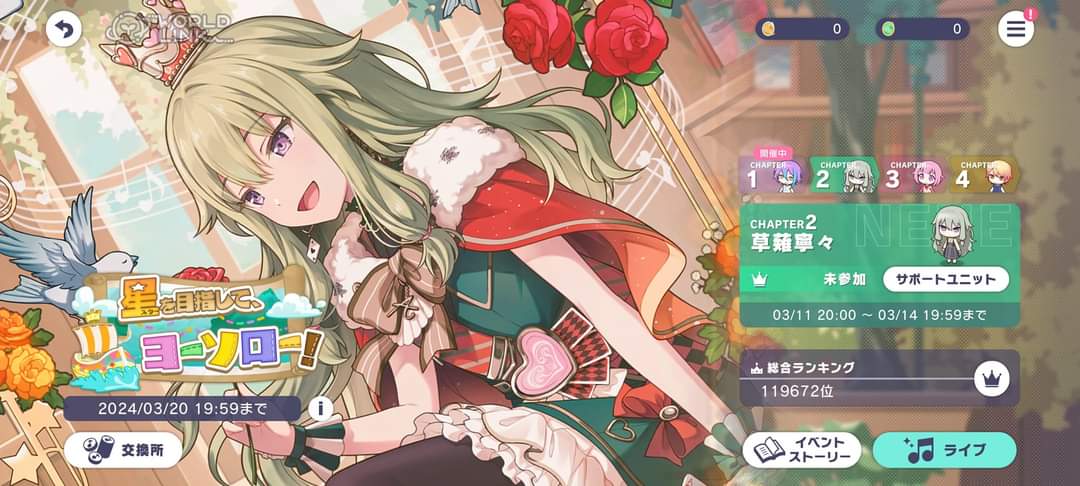 WORLD
LINK
0
0
!
開催中
CHAPTER
1
CHAPTER
2
CHAPTER
3
CHAPTER
4
CHAPTER2
草薙寧々
NENE
未参加
サポートユニット
03/11 20:00 ～ 03/14 19:59まで
星を目指して、
スター
ヨーソロー!
2024/03/20 19:59まで
i
交換所
総合ランキング
119672位
イベント
ストーリー
ライブ